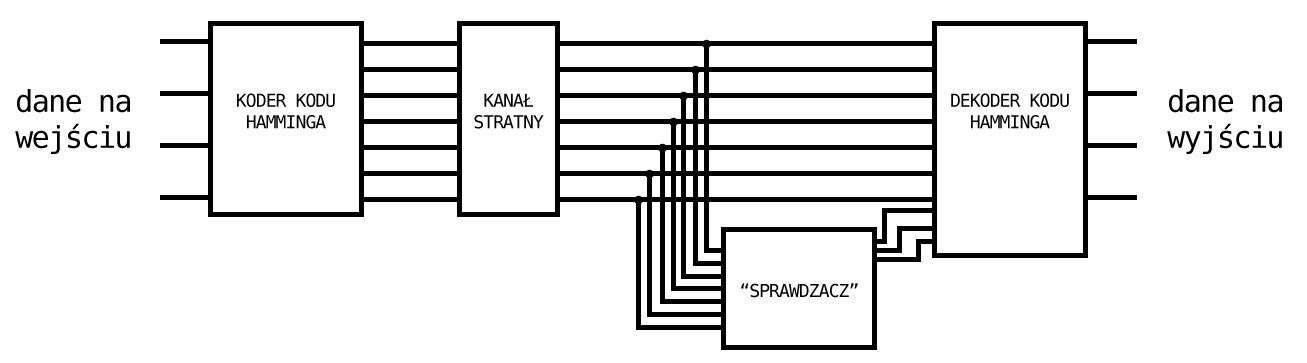 dane na
wejściu
KODER KODU
HAMMINGA
KANAŁ
STRATNY
DEKODER KODU
HAMMINGA
dane na
wyjściu
“SPRAWDZACZ”